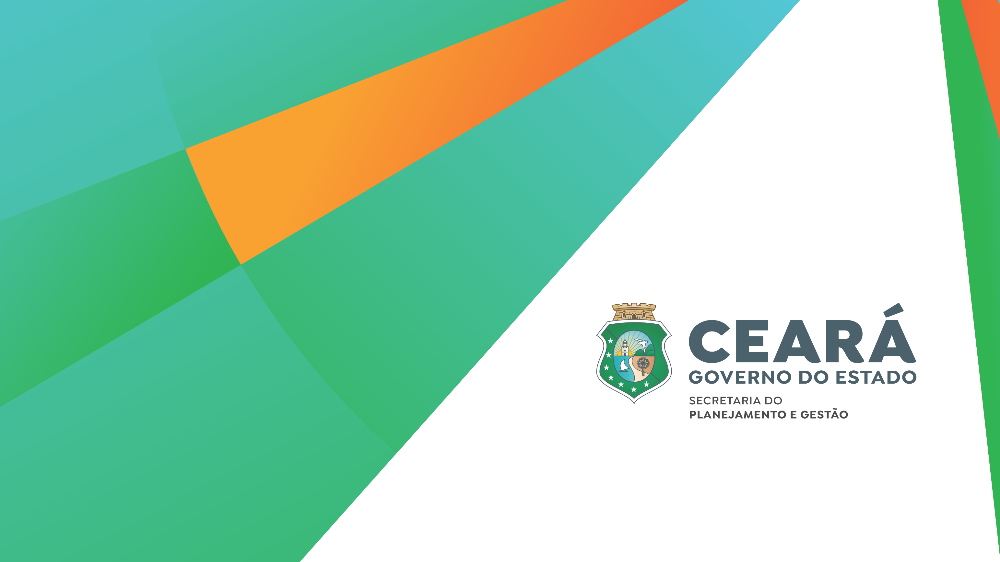 CEARÁ
GOVERNO DO ESTADO
SECRETARIA DO
PLANEJAMENTO E GESTÃO